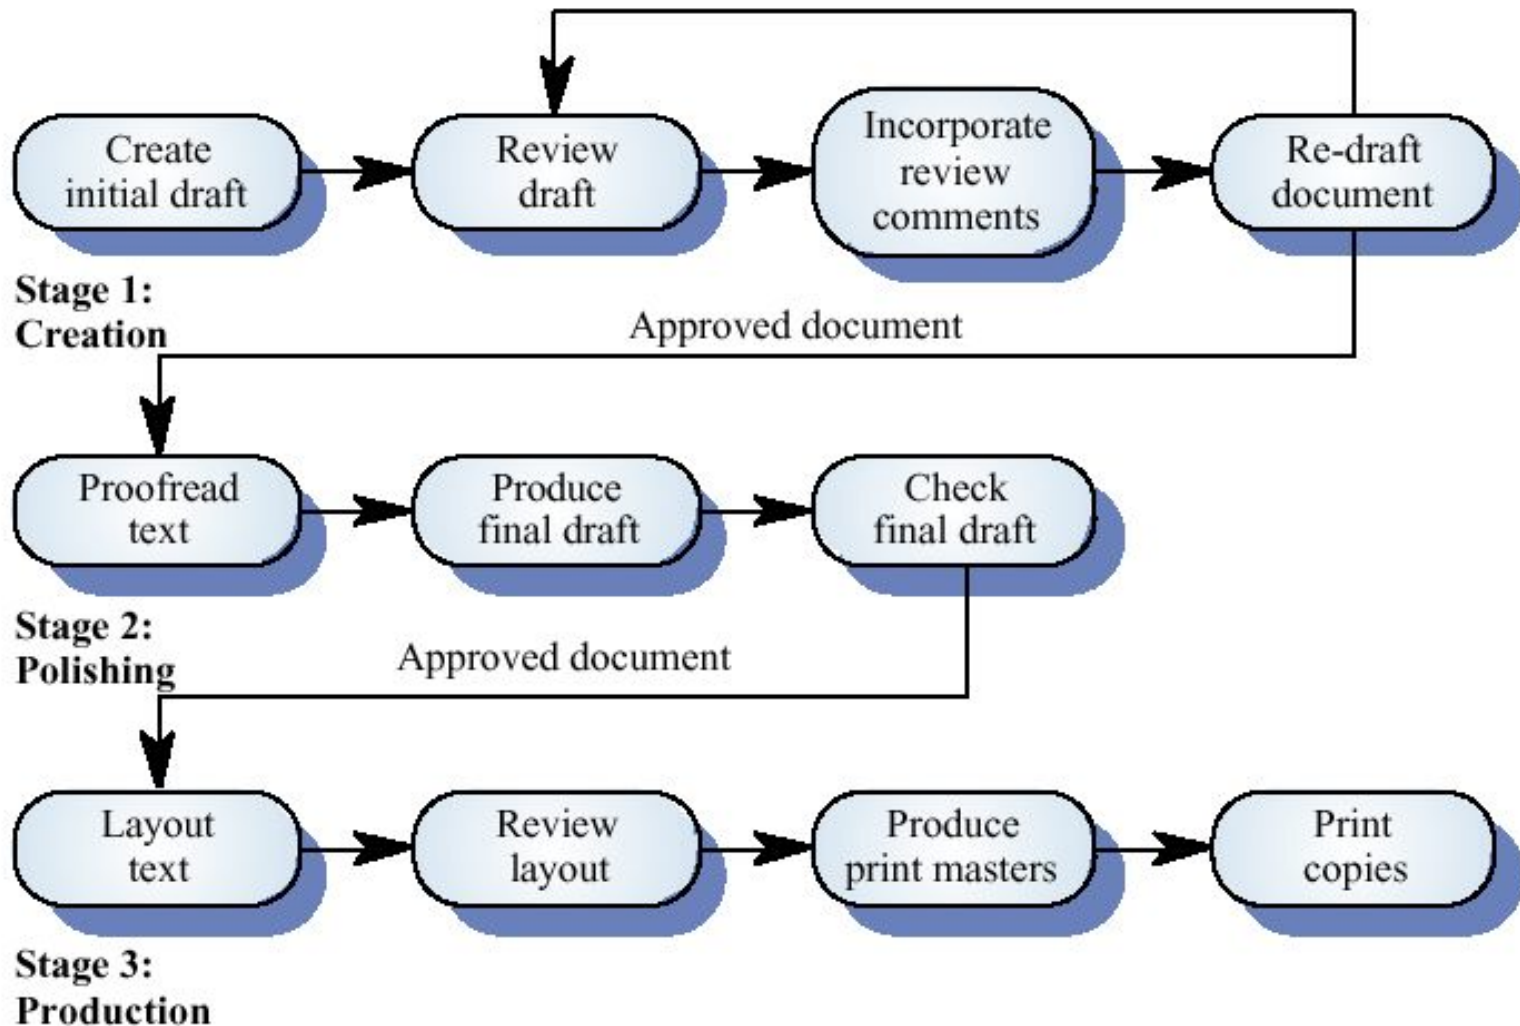 Create
initial draft
Review
draft
Incorporate
review
comments
Re-draft
document
Stage 1:
Creation
Approved document
Proofread
text
Produce
final draft
Check
final draft
Stage 2:
Polishing
Approved document
Layout
text
Review
layout
Produce
print masters
Print
copies
Stage 3:
Production